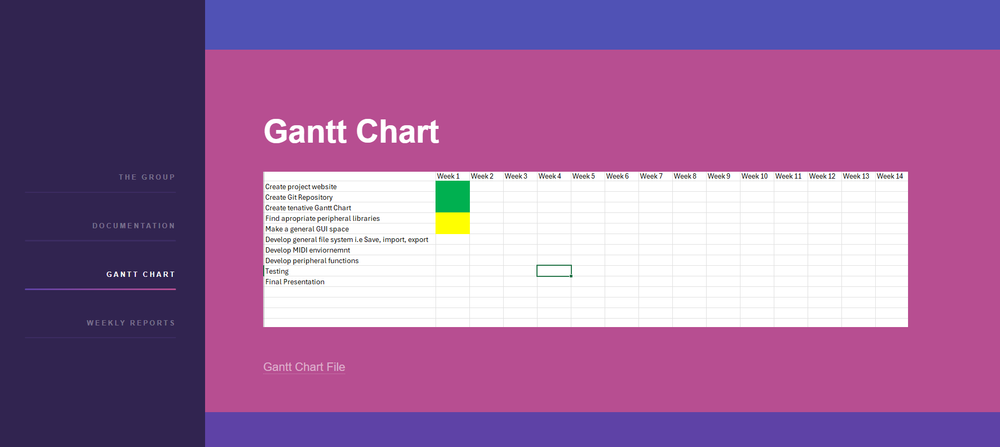 THE GROUP
DOCUMENTATION
GANTT CHART
WEEKLY REPORTS
Gantt Chart
Week 1 Week 2 Week 3 Week 4 Week 5 Week 6 Week 7 Week 8 Week 9 Week 10 Week 11 Week 12 Week 13 Week 14
Create project website
Create Git Repository
Create tenative Gantt Chart
Find apropriate peripheral libraries
Make a general GUI space
Develop general file system i.e Save, import, export
Develop MIDI enviornemnt
Develop peripheral functions
Testing
Final Presentation
Gantt Chart File